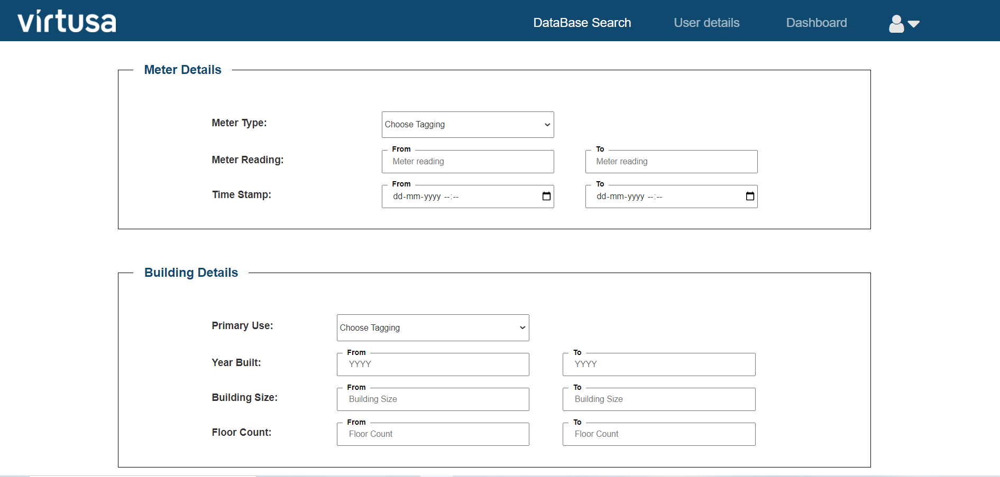 virtusa
DataBase Search User details Dashboard
Meter Details
Meter Type: Choose Tagging
From To
Meter Reading: Meter reading Meter reading
From To
Time Stamp: dd-mm-yyyy --:-- dd-mm-yyyy --:--
Building Details
Primary Use: Choose Tagging
From To
Year Built: YYYY YYYY
From To
Building Size: Building Size Building Size
From To
Floor Count: Floor Count Floor Count